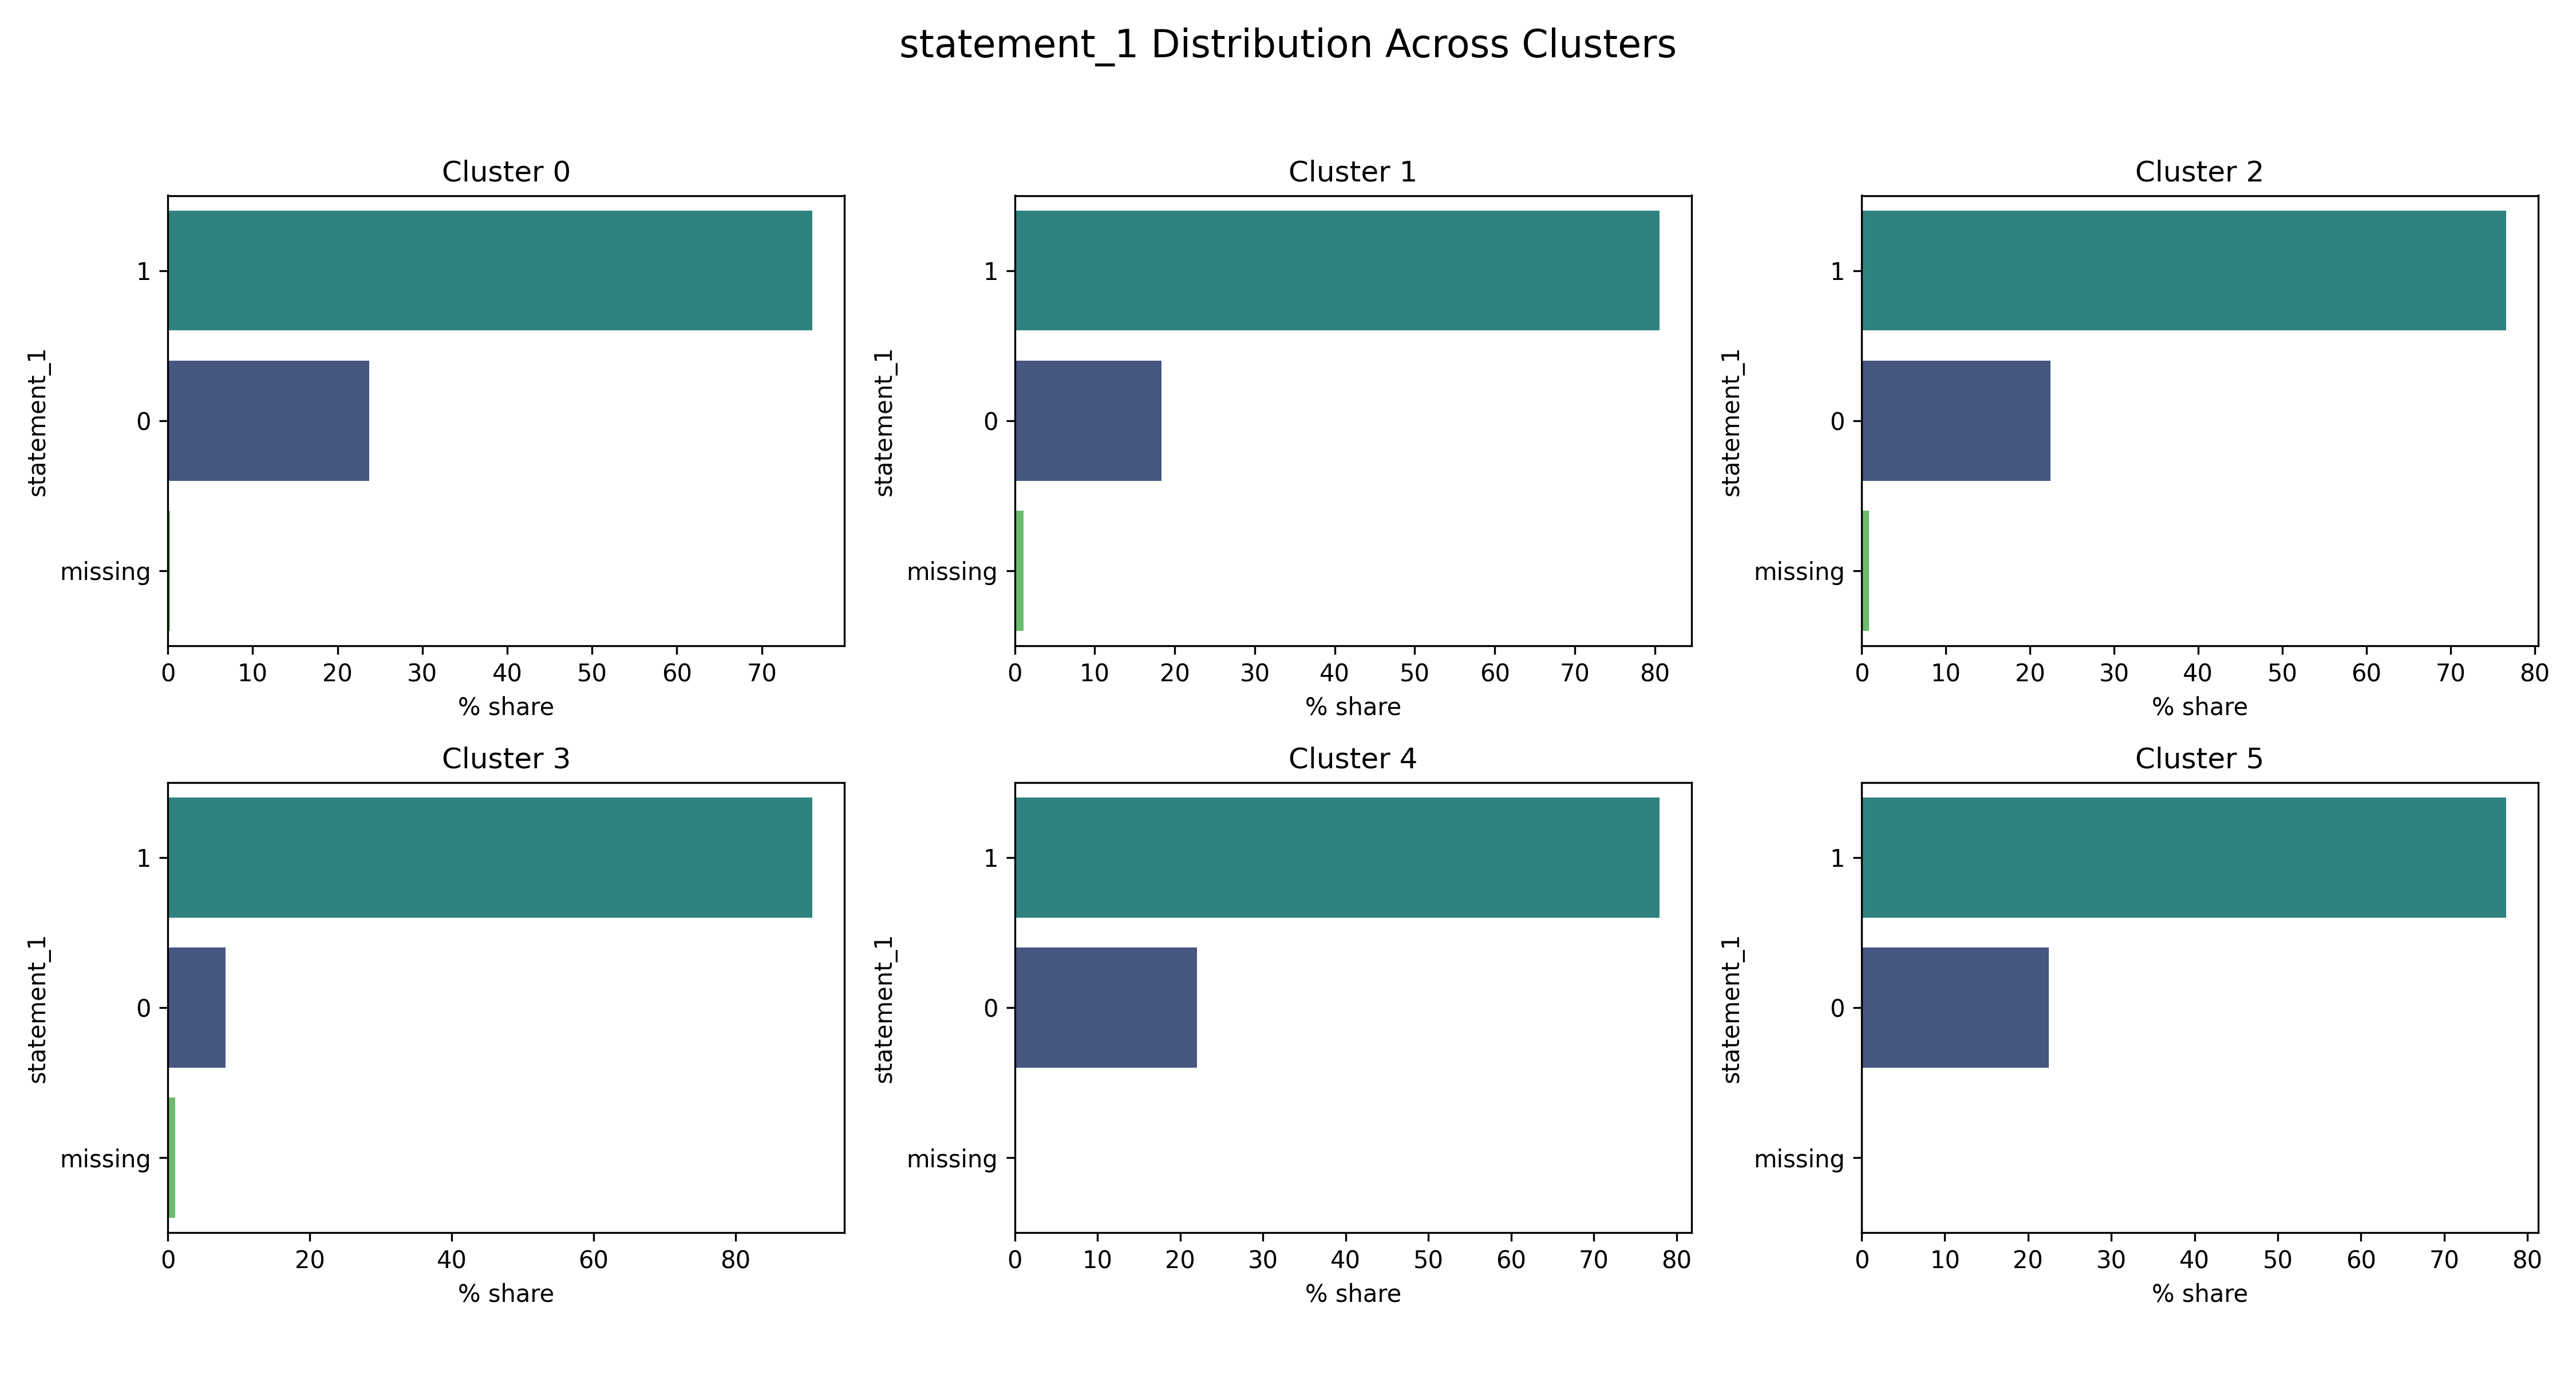 statement_1 Distribution Across Clusters
Cluster 0
statement_1
1
0
missing
0 10 20 30 40 50 60 70
% share
Cluster 1
statement_1
1
0
missing
0 10 20 30 40 50 60 70 80
% share
Cluster 2
statement_1
1
0
missing
0 10 20 30 40 50 60 70 80
% share
Cluster 3
statement_1
1
0
missing
0 20 40 60 80
% share
Cluster 4
statement_1
1
0
missing
0 10 20 30 40 50 60 70 80
% share
Cluster 5
statement_1
1
0
missing
0 10 20 30 40 50 60 70 80
% share